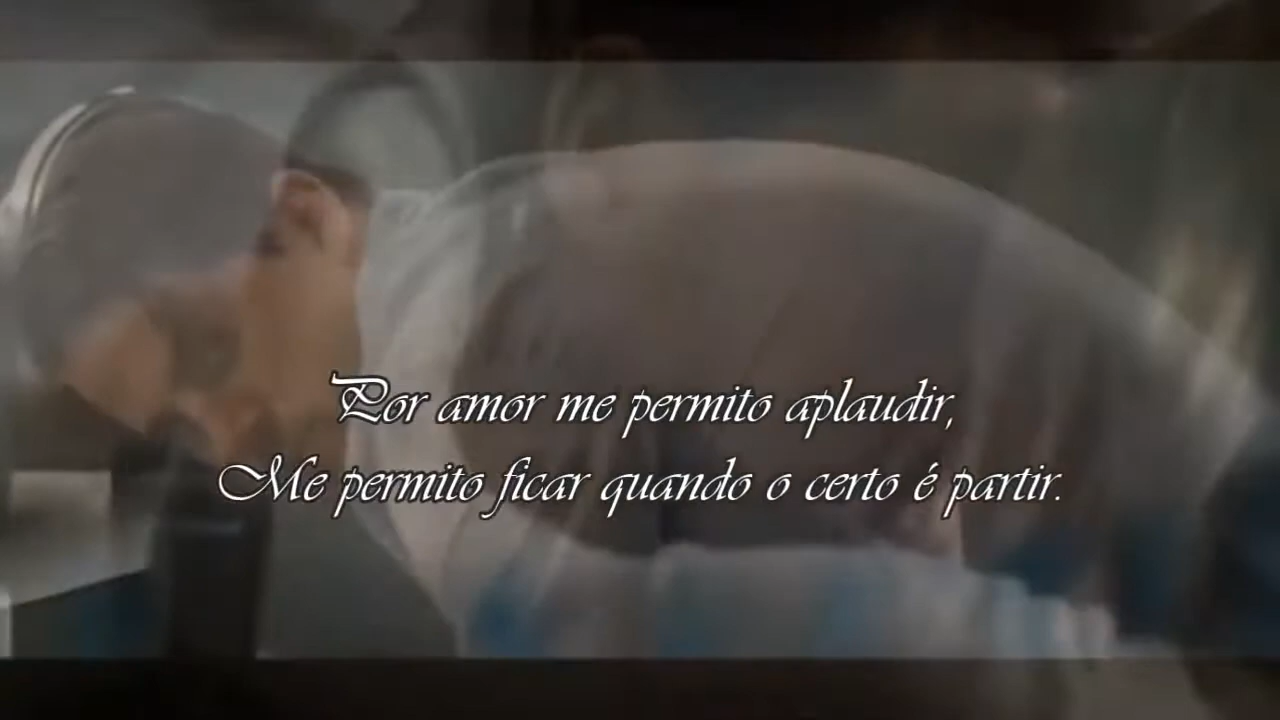 Por amor me permito aplaudir,
Me permito ficar quando o certo é partir.